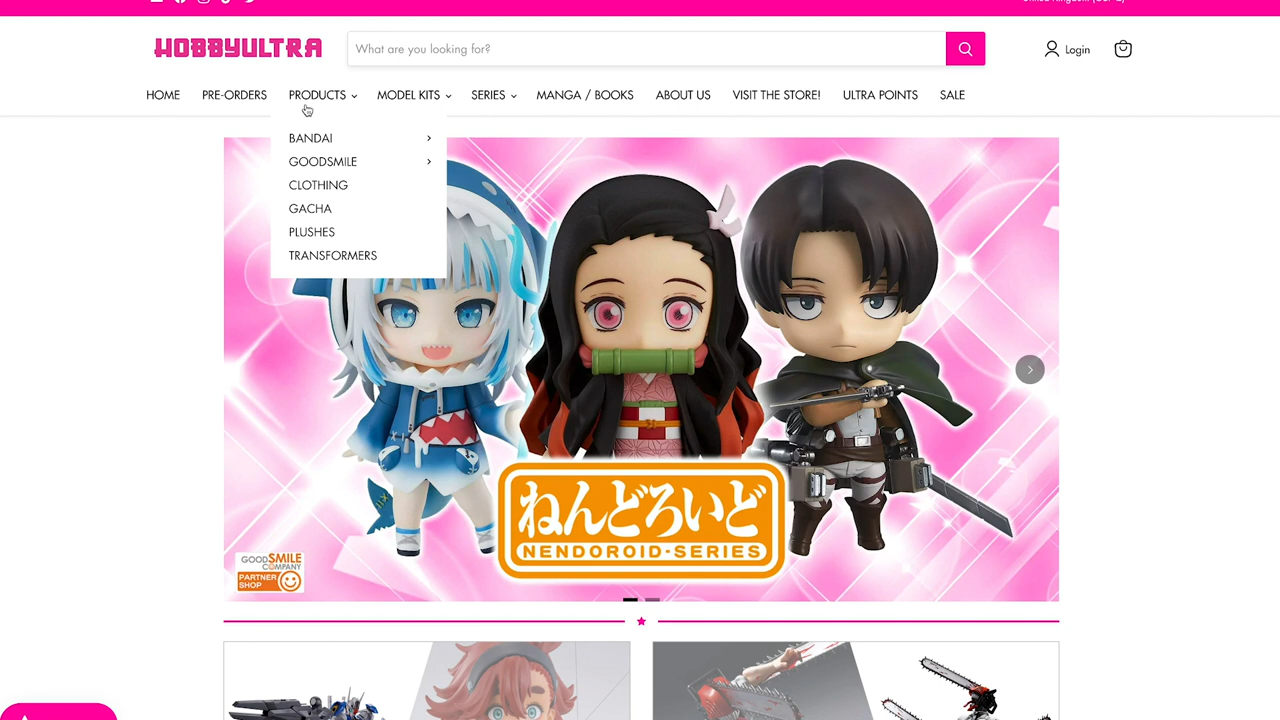 HOBBYULTRA
What are you looking for?
Login
HOME
PRE-ORDERS
PRODUCTS
MODEL KITS
SERIES
MANGA / BOOKS
ABOUT US
VISIT THE STORE!
ULTRA POINTS
SALE
BANDAI
GOODSMILE
CLOTHING
GACHA
PLUSHES
TRANSFORMERS
ねんどろいど
NENDOROID・SERIES
GOODSMILE
COMPANY
PARTNER
SHOP